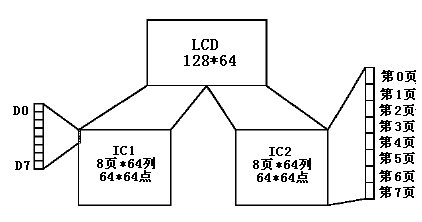 LCD
128*64
D0
D7
IC1
8页*64列
64*64点
IC2
8页*64列
64*64点
第0页
第1页
第2页
第3页
第4页
第5页
第6页
第7页